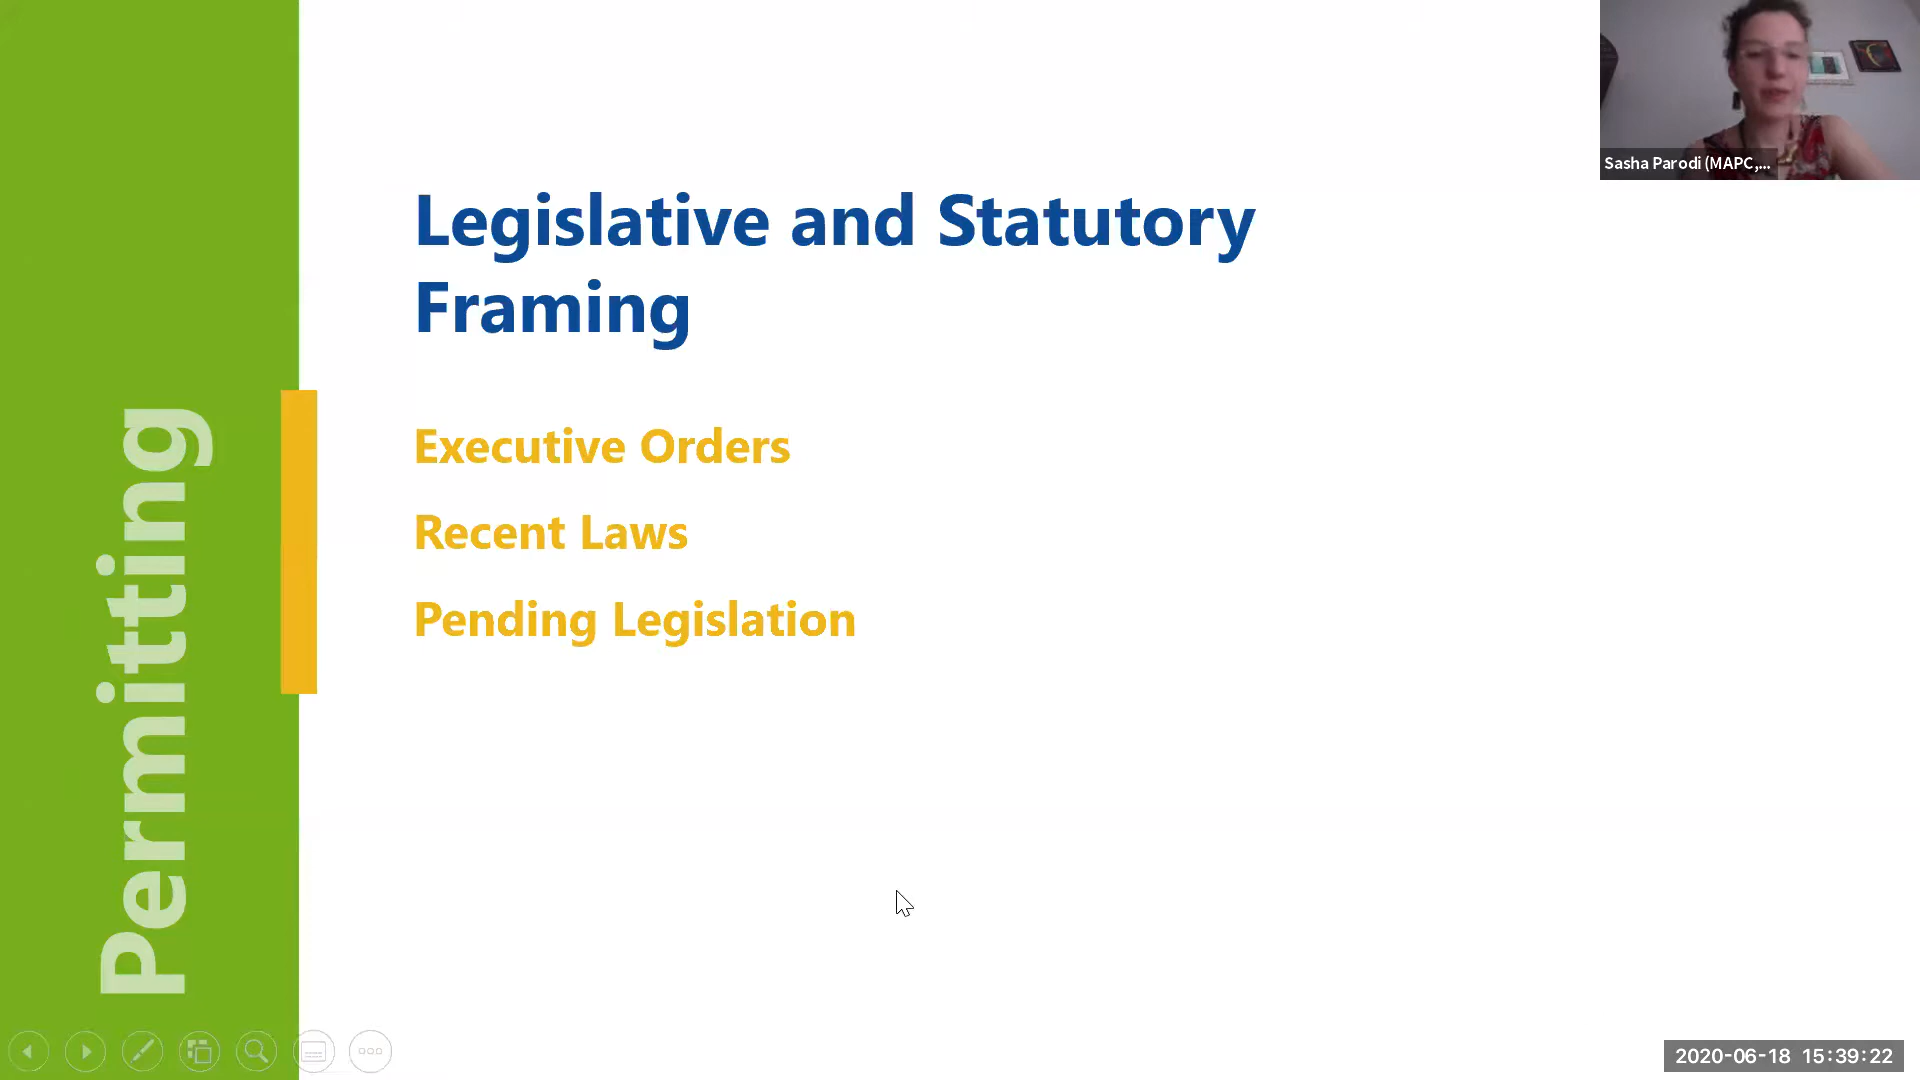 Permitting
Legislative and Statutory
Framing
Executive Orders
Recent Laws
Pending Legislation
Sasha Parodi (MAPC,...
2020-06-18 15:39:22